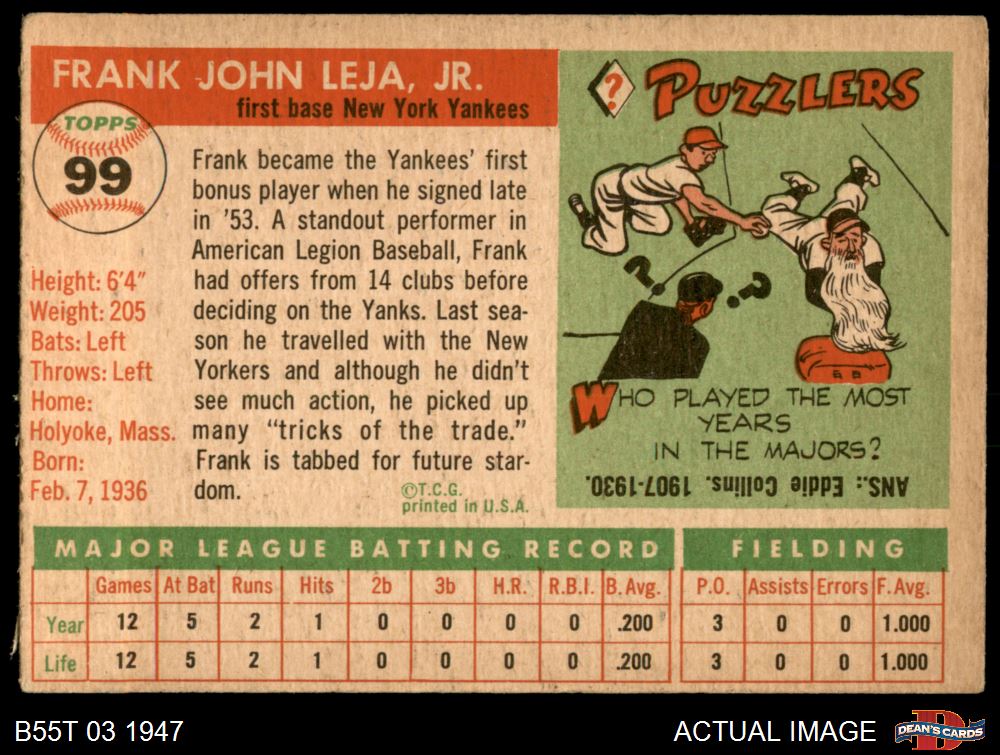 FRANK JOHN LEJA, JR.
first base New York Yankees
TOPPS
99
Height: 6'4"
Weight: 205
Bats: Left
Throws: Left
Home:
Holyoke, Mass.
Born:
Feb. 7, 1936
Frank became the Yankees' first
bonus player when he signed late
in '53. A standout performer in
American Legion Baseball, Frank
had offers from 14 clubs before
deciding on the Yanks. Last sea-
son he travelled with the New
Yorkers and although he didn't
see much action, he picked up
many "tricks of the trade."
Frank is tabbed for future star-
dom.
©T.C.G.
printed in U.S.A.
? PUZZLERS
? ? ?
WHO PLAYED THE MOST
YEARS
IN THE MAJORS?
ANS.: Eddie Collins. 1907-1930.
MAJOR LEAGUE BATTING RECORD FIELDING
Games At Bat Runs Hits 2b 3b H.R. R.B.I. B. Avg. P.O. Assists Errors F. Avg.
Year 12 5 2 1 0 0 0 0 .200 3 0 0 1.000
Life 12 5 2 1 0 0 0 0 .200 3 0 0 1.000
B55T 03 1947
ACTUAL IMAGE
D
DEAN'S CARDS